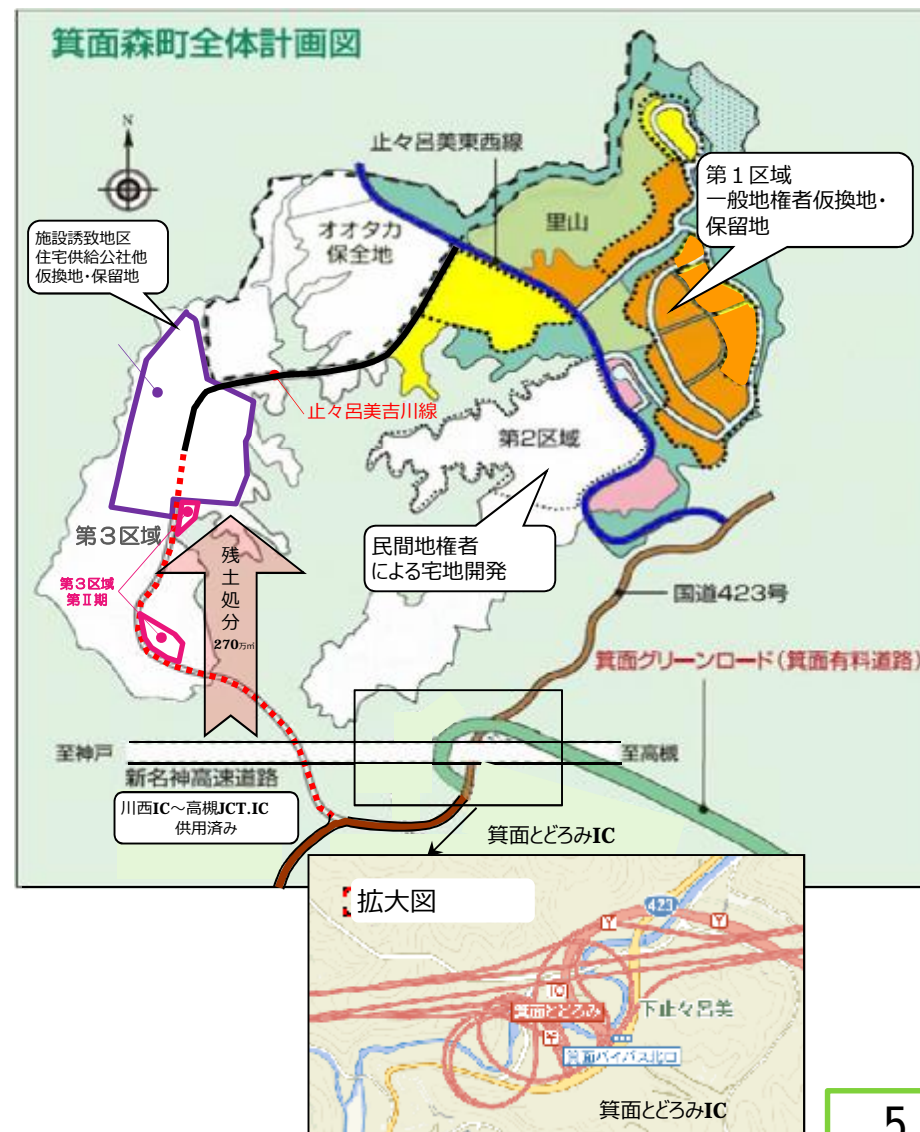 箕面森町全体計画図
N
止々呂美東西線
第１区域
一般地権者仮換地・
保留地
里山
オオタカ
保全地
施設誘致地区
住宅供給公社他
仮換地・保留地
止々呂美吉川線
第2区域
民間地権者
による宅地開発
第３区域
第３区域
第Ⅱ期
残
土
処
分
270万㎥
国道423号
箕面グリーンロード(箕面有料道路)
至神戸
至高槻
新名神高速道路
川西IC～高槻JCT.IC
供用済み
箕面とどろみIC
拡大図
423
IC
箕面とどろみ
下止々呂美
箕面バイパス北口
箕面とどろみIC
5